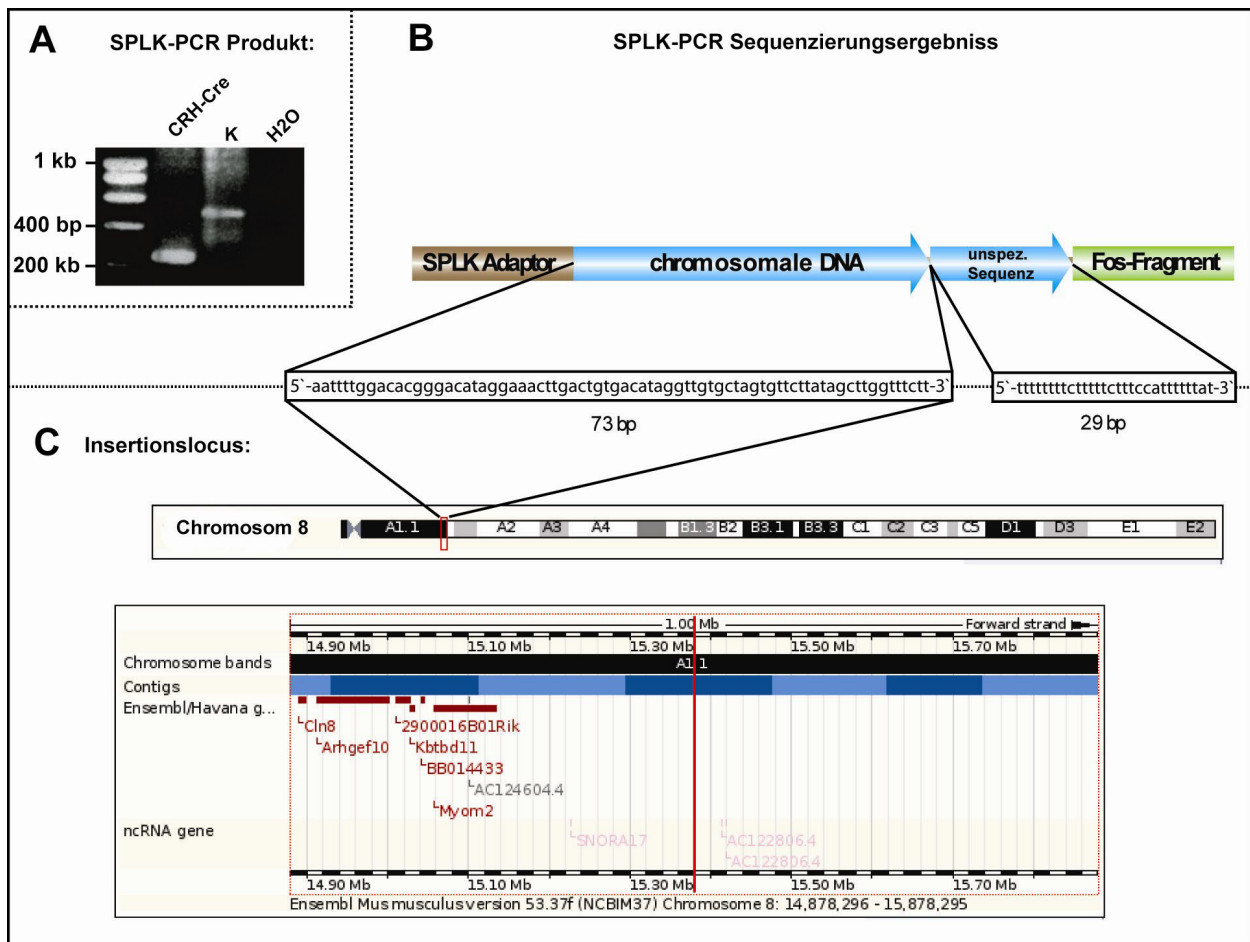 A SPLK-PCR Produkt:
CRH-Cre K H2O
1 kb
400 bp
200 kb
B SPLK-PCR Sequenzierungsergebniss
SPLK Adaptor chromosomale DNA unspez. Sequenz Fos-Fragment
5`-aattttggacacgggacataggaaacttgactgtgacataggttgtgctagtgttcttatagcttggtttctt-3`
73 bp
5`-ttttttttctttttctttccattttttat-3`
29 bp
C Insertionslocus:
Chromosom 8 A1.1 A2 A3 A4 B1.3 B2 B3.1 B3.3 C1 C2 C3 C5 D1 D3 E1 E2
1.00 Mb Forward strand
14.90 Mb 15.10 Mb 15.30 Mb 15.50 Mb 15.70 Mb
Chromosome bands A1.1
Contigs
Ensembl/Havana g...
Cln8 2900016B01Rik
Arhgef10 Kbtbd11
BB014433
AC124604.4
Myom2
ncRNA gene
SNORA17 AC122806.4
AC122806.4
14.90 Mb 15.10 Mb 15.30 Mb 15.50 Mb 15.70 Mb
Ensembl Mus musculus version 53.37f (NCBIM37) Chromosome 8: 14,878,296 - 15,878,295